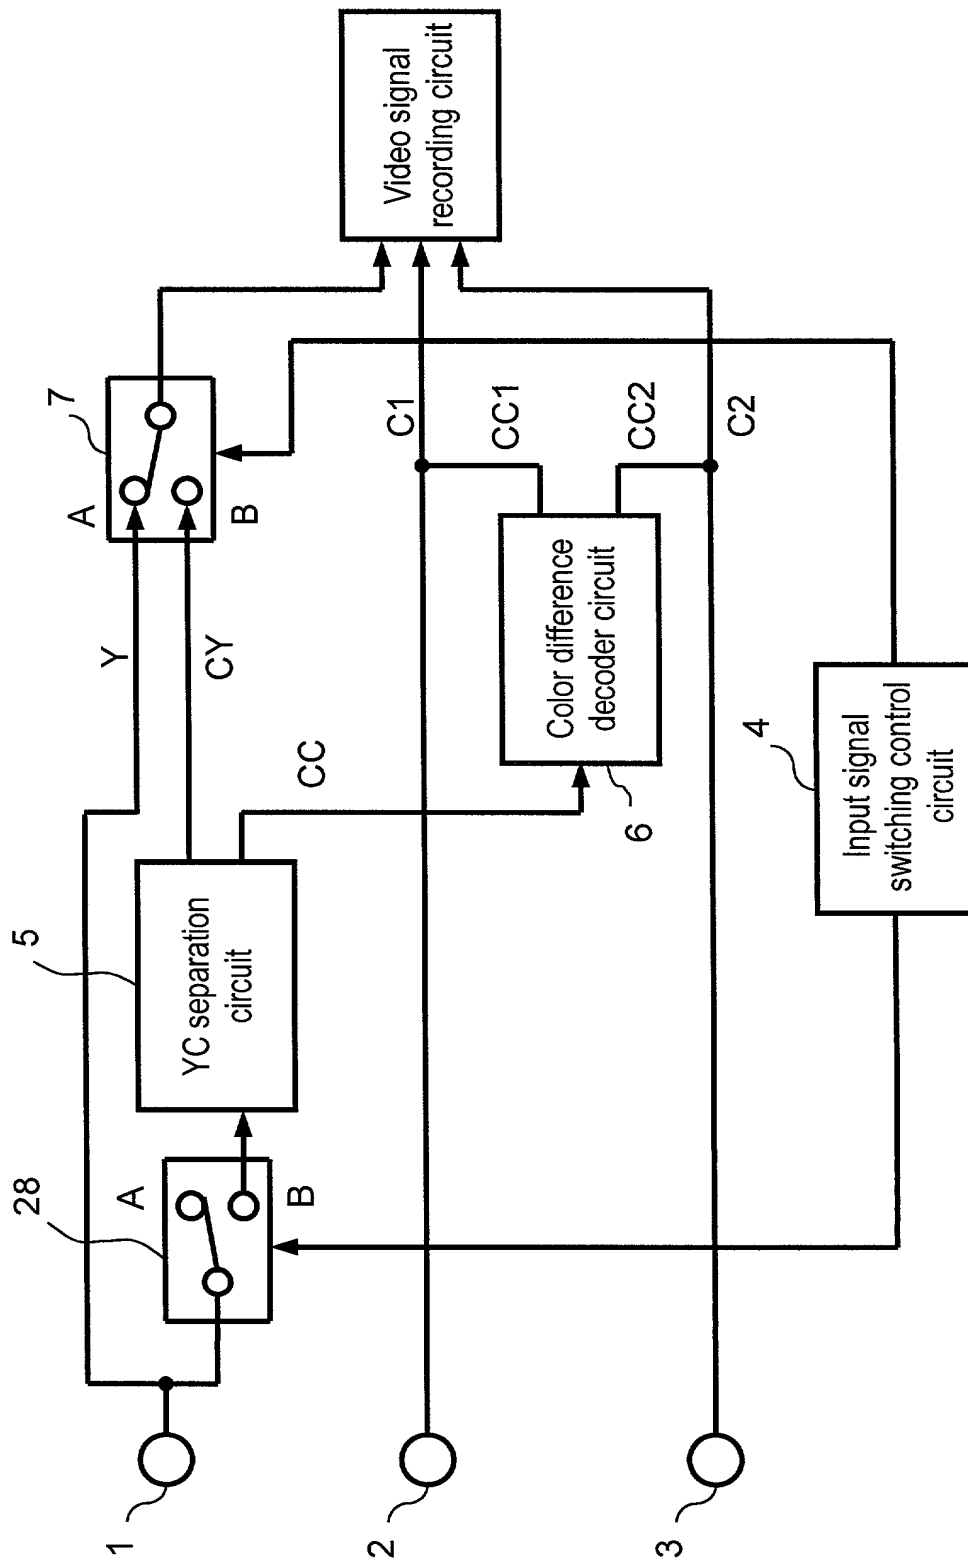 1
2
3
28
A
B
5
YC separation
circuit
Y
CY
CC
7
A
B
C1
CC1
CC2
C2
6
Color difference
decoder circuit
4
Input signal
switching control
circuit
Video signal
recording circuit